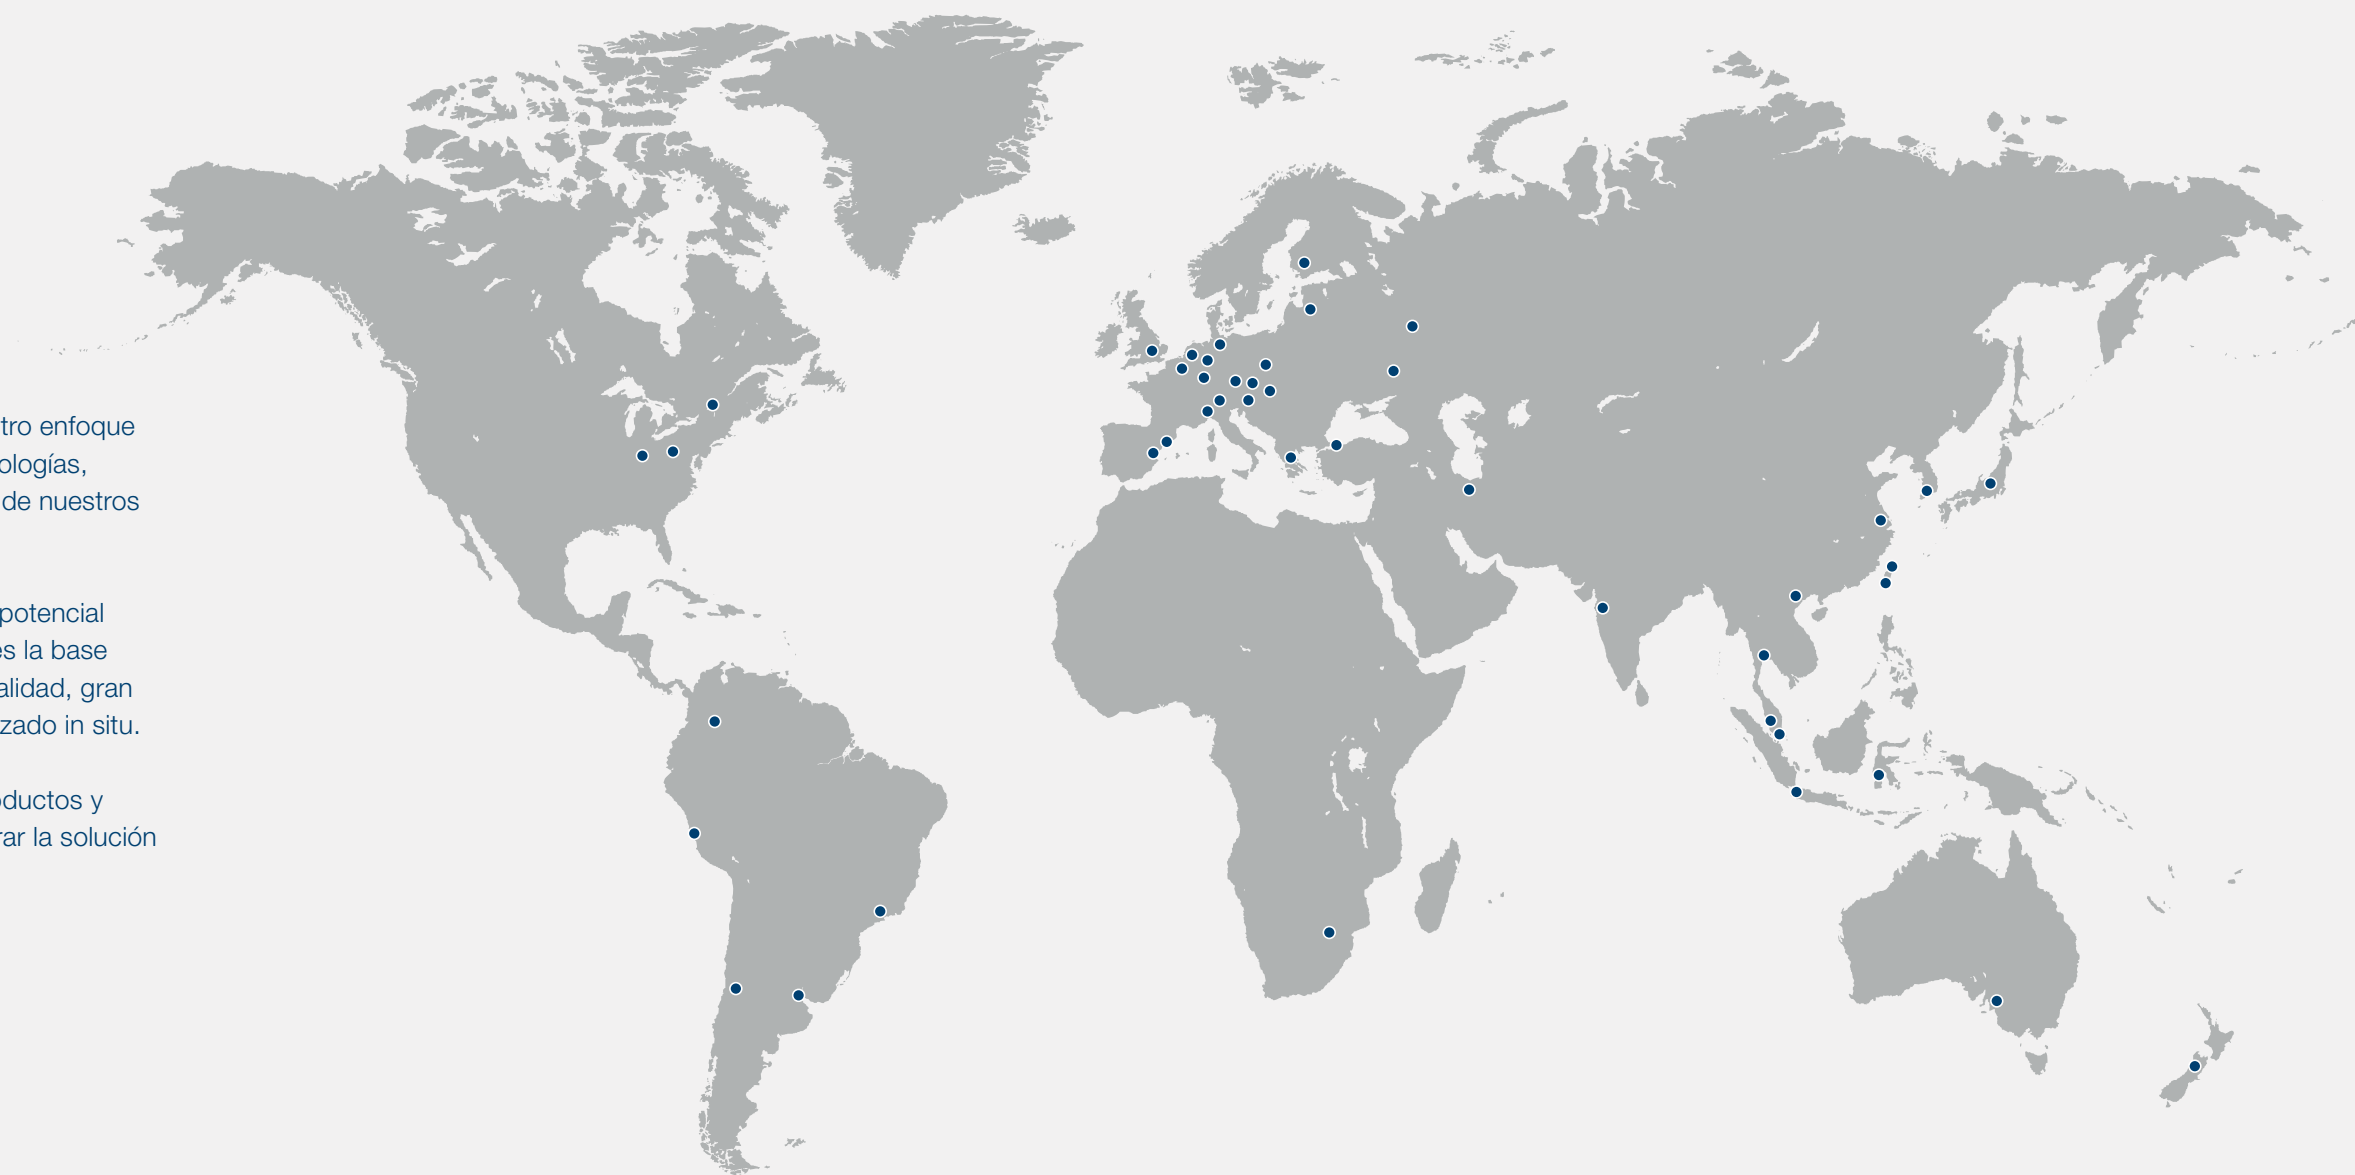 tro enfoque
ologías,
de nuestros
potencial
es la base
alidad, gran
zado in situ.
oductos y
rar la solución